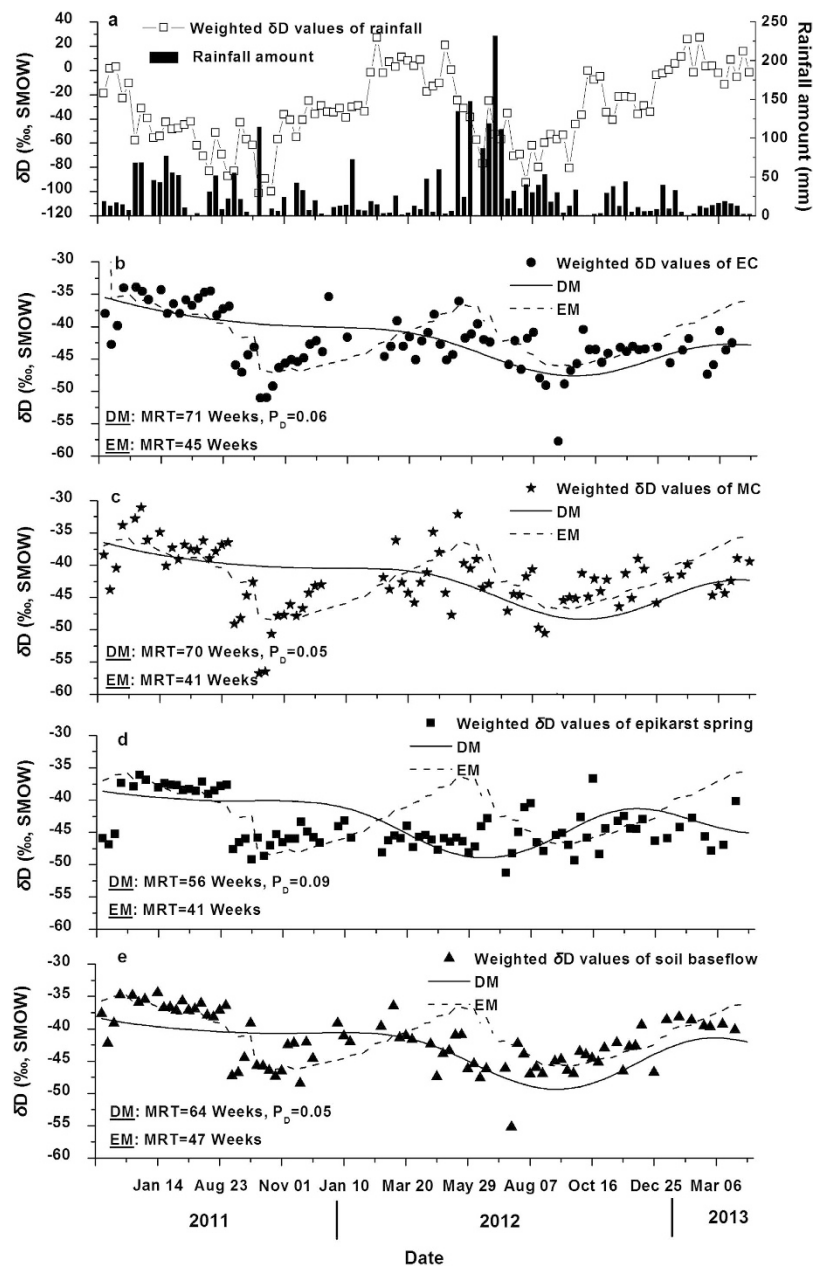 a
Weighted δD values of rainfall
Rainfall amount
40
20
0
-20
-40
-60
-80
-100
-120
δD (‰, SMOW)
250
200
150
100
50
0
Rainfall amount (mm)
b
Weighted δD values of EC
DM
EM
-30
-35
-40
-45
-50
-55
-60
δD (‰, SMOW)
DM: MRT=71 Weeks, PD=0.06
EM: MRT=45 Weeks
c
Weighted δD values of MC
DM
EM
-30
-35
-40
-45
-50
-55
-60
δD (‰, SMOW)
DM: MRT=70 Weeks, PD=0.05
EM: MRT=41 Weeks
d
Weighted δD values of epikarst spring
DM
EM
-30
-35
-40
-45
-50
-55
-60
δD (‰, SMOW)
DM: MRT=56 Weeks, PD=0.09
EM: MRT=41 Weeks
e
Weighted δD values of soil baseflow
DM
EM
-30
-35
-40
-45
-50
-55
-60
δD (‰, SMOW)
DM: MRT=64 Weeks, PD=0.05
EM: MRT=47 Weeks
Jan 14 Aug 23 Nov 01 Jan 10 Mar 20 May 29 Aug 07 Oct 16 Dec 25 Mar 06
2011 2012 2013
Date